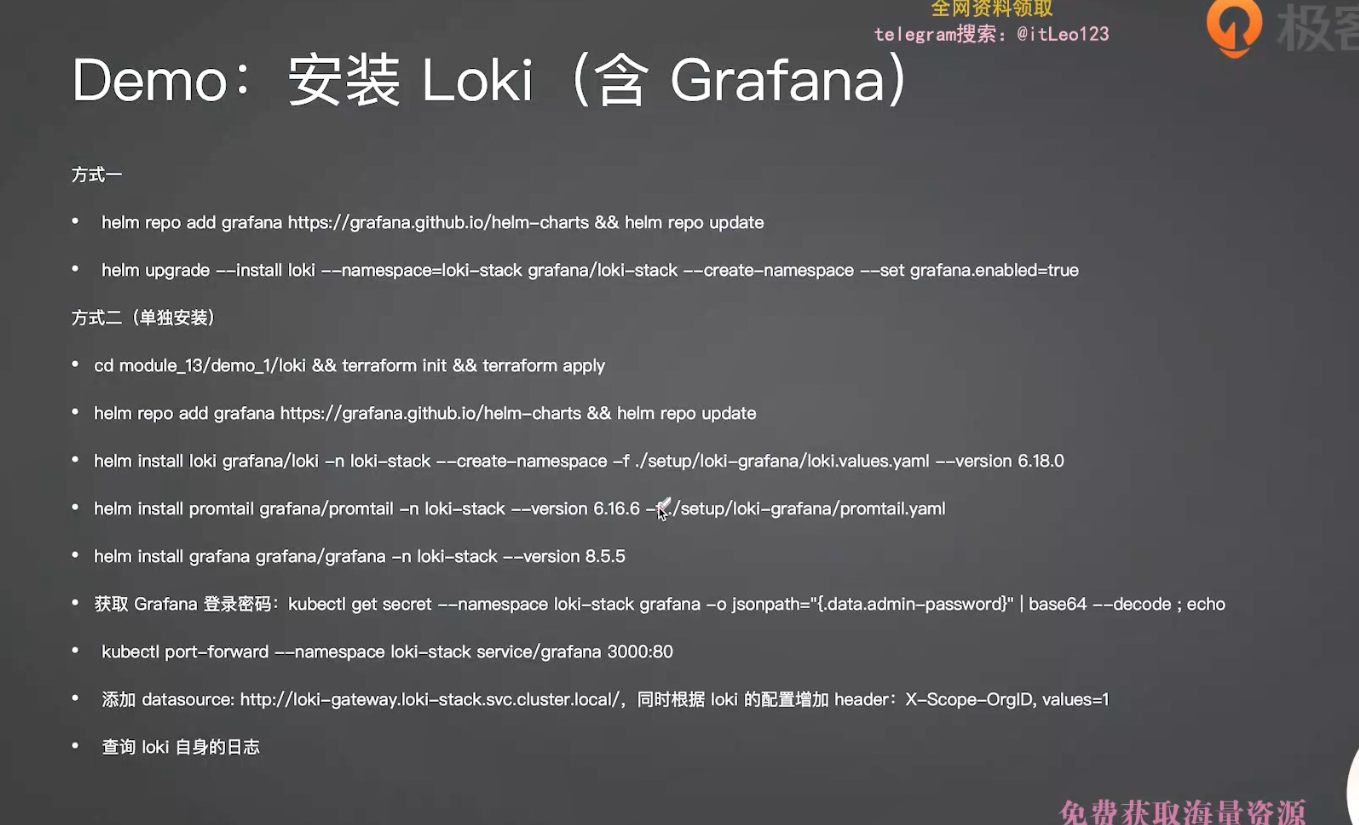 全网资料领取
telegram搜索：@itLeo123
极客
Demo：安装 Loki（含 Grafana）
方式一
• helm repo add grafana https://grafana.github.io/helm-charts && helm repo update
• helm upgrade --install loki --namespace=loki-stack grafana/loki-stack --create-namespace --set grafana.enabled=true
方式二（单独安装）
• cd module_13/demo_1/loki && terraform init && terraform apply
• helm repo add grafana https://grafana.github.io/helm-charts && helm repo update
• helm install loki grafana/loki -n loki-stack --create-namespace -f ./setup/loki-grafana/loki.values.yaml --version 6.18.0
• helm install promtail grafana/promtail -n loki-stack --version 6.16.6 -f ./setup/loki-grafana/promtail.yaml
• helm install grafana grafana/grafana -n loki-stack --version 8.5.5
• 获取 Grafana 登录密码：kubectl get secret --namespace loki-stack grafana -o jsonpath="{.data.admin-password}" | base64 --decode ; echo
• kubectl port-forward --namespace loki-stack service/grafana 3000:80
• 添加 datasource: http://loki-gateway.loki-stack.svc.cluster.local/，同时根据 loki 的配置增加 header：X-Scope-OrgID, values=1
• 查询 loki 自身的日志
免费获取海量资源